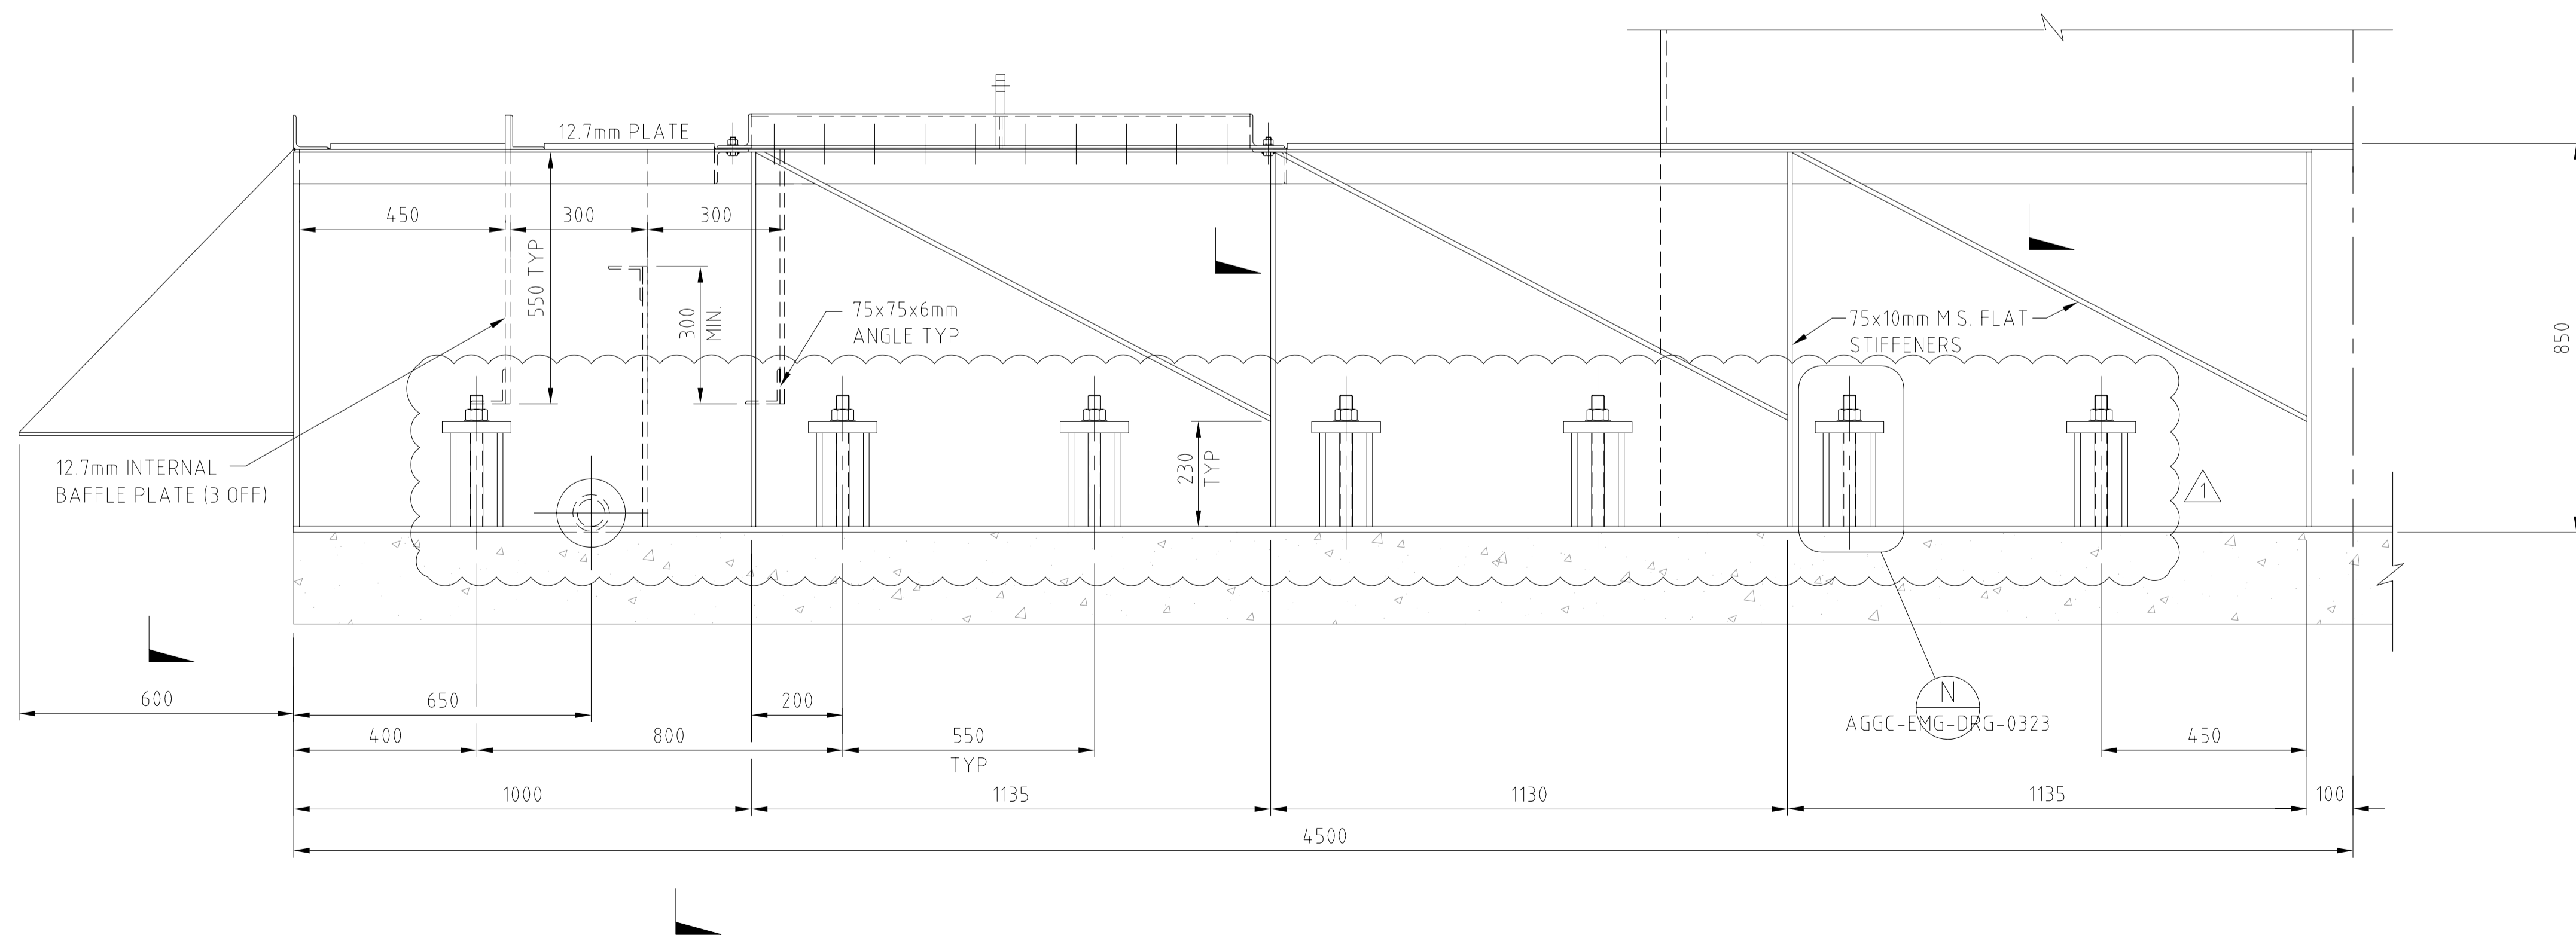 12.7mm PLATE
450
300
300
550 TYP
300
MIN.
75x75x6mm
ANGLE TYP
75x10mm M.S. FLAT
STIFFENERS
850
12.7mm INTERNAL
BAFFLE PLATE (3 OFF)
230
TYP
1
600
650
200
N
AGGC-EMG-DRG-0323
400
800
550
TYP
450
1000
1135
1130
1135
100
4500